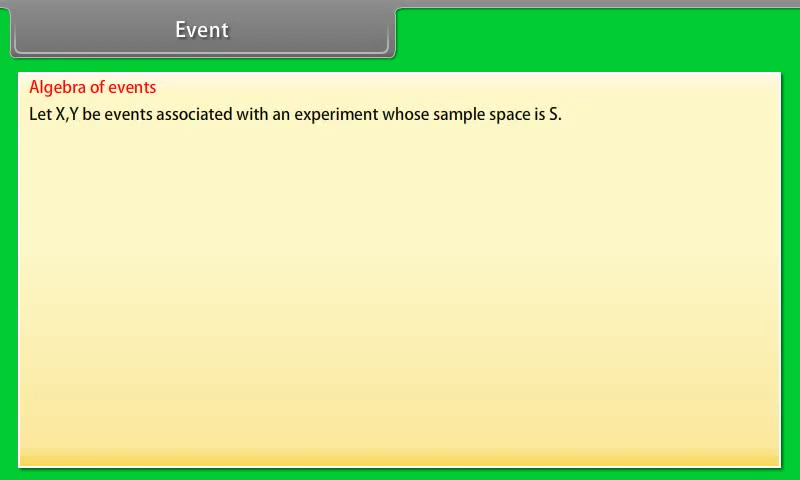 Event
Algebra of events
Let X,Y be events associated with an experiment whose sample space is S.